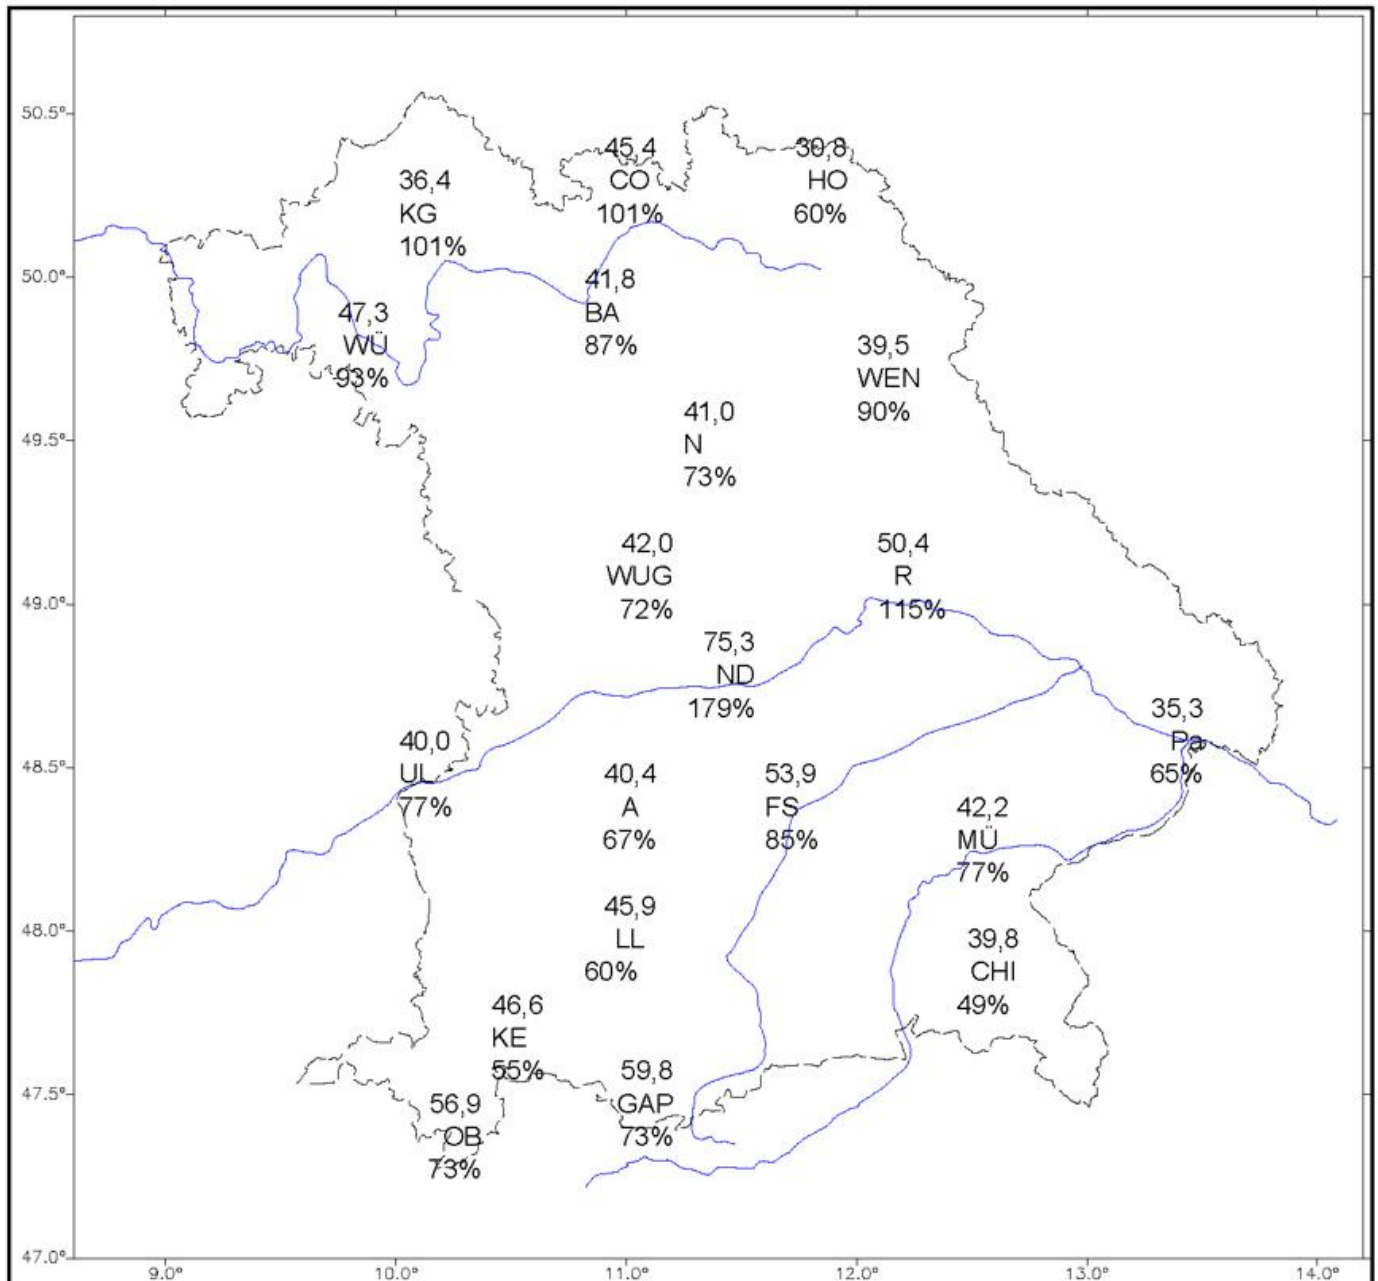 50.5°
45,4
CO
101%
30,8
HO
60%
36,4
KG
101%
50.0°
41,8
BA
87%
47,3
WÜ
93%
39,5
WEN
90%
49.5°
41,0
N
73%
42,0
WUG
72%
50,4
R
115%
49.0°
75,3
ND
179%
35,3
Pa
65%
40,0
UL
77%
48.5°
40,4
A
67%
53,9
FS
85%
42,2
MÜ
77%
45,9
LL
60%
48.0°
39,8
CHI
49%
46,6
KE
55%
59,8
GAP
73%
47.5°
56,9
OB
73%
47.0°
9.0° 10.0° 11.0° 12.0° 13.0° 14.0°